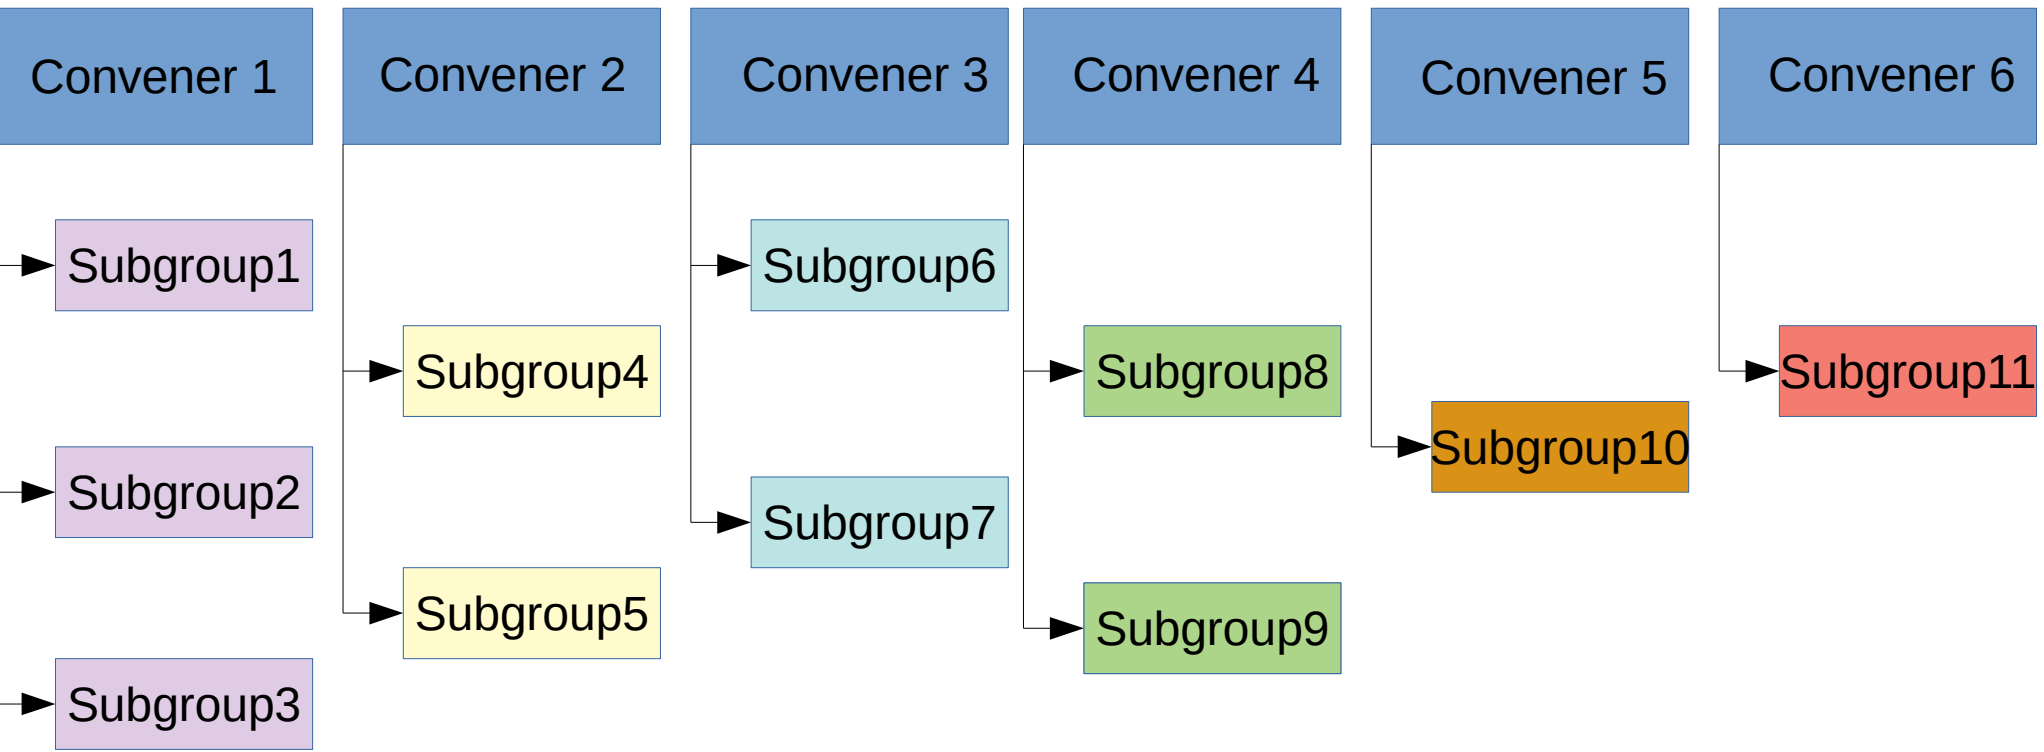 Convener 1
Convener 2
Convener 3
Convener 4
Convener 5
Convener 6
Subgroup1
Subgroup6
Subgroup4
Subgroup8
Subgroup11
Subgroup10
Subgroup2
Subgroup7
Subgroup5
Subgroup9
Subgroup3